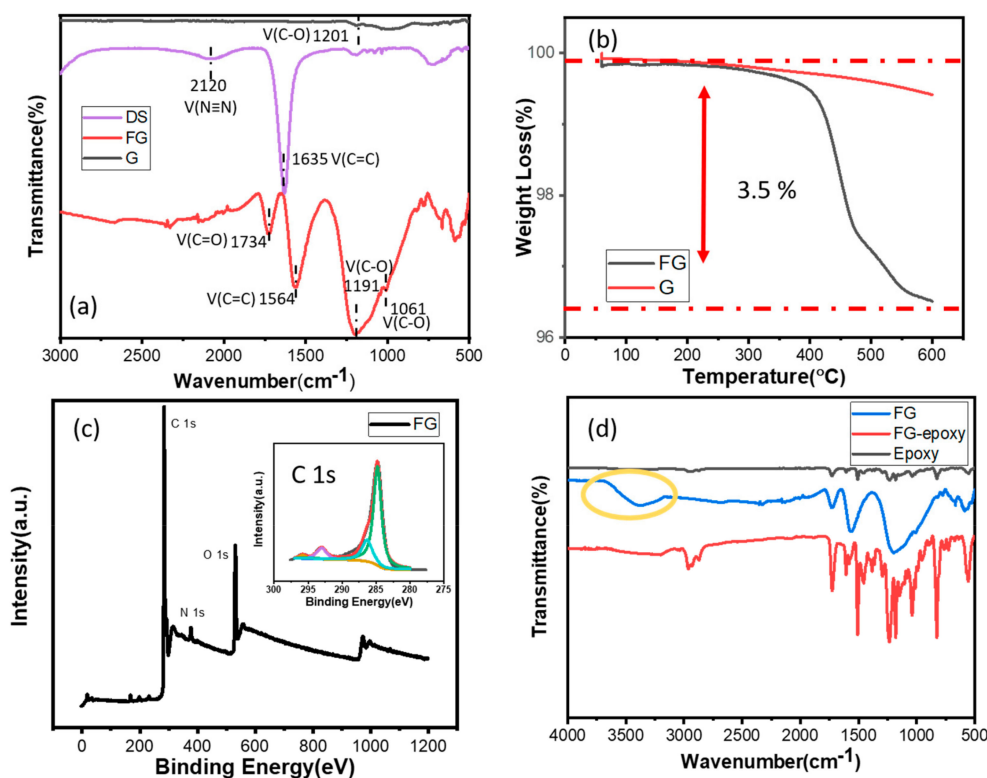 (a)
Transmittance(%)
V(C-O) 1201
2120
V(N≡N)
DS
FG
G
1635 V(C=C)
V(C=O) 1734
V(C=C) 1564
V(C-O)
1191
1061
V(C-O)
3000 2500 2000 1500 1000 500
Wavenumber(cm-1)
(b)
Weight Loss(%)
100
98
96
3.5 %
FG
G
0 100 200 300 400 500 600
Temperature(°C)
(c)
Intensity(a.u.)
C 1s
N 1s
O 1s
FG
C 1s
Intensity(a.u.)
300 295 290 285 280 275
Binding Energy(eV)
0 200 400 600 800 1000 1200
Binding Energy(eV)
(d)
Transmittance(%)
FG
FG-epoxy
Epoxy
4000 3500 3000 2500 2000 1500 1000 500
Wavenumber(cm-1)